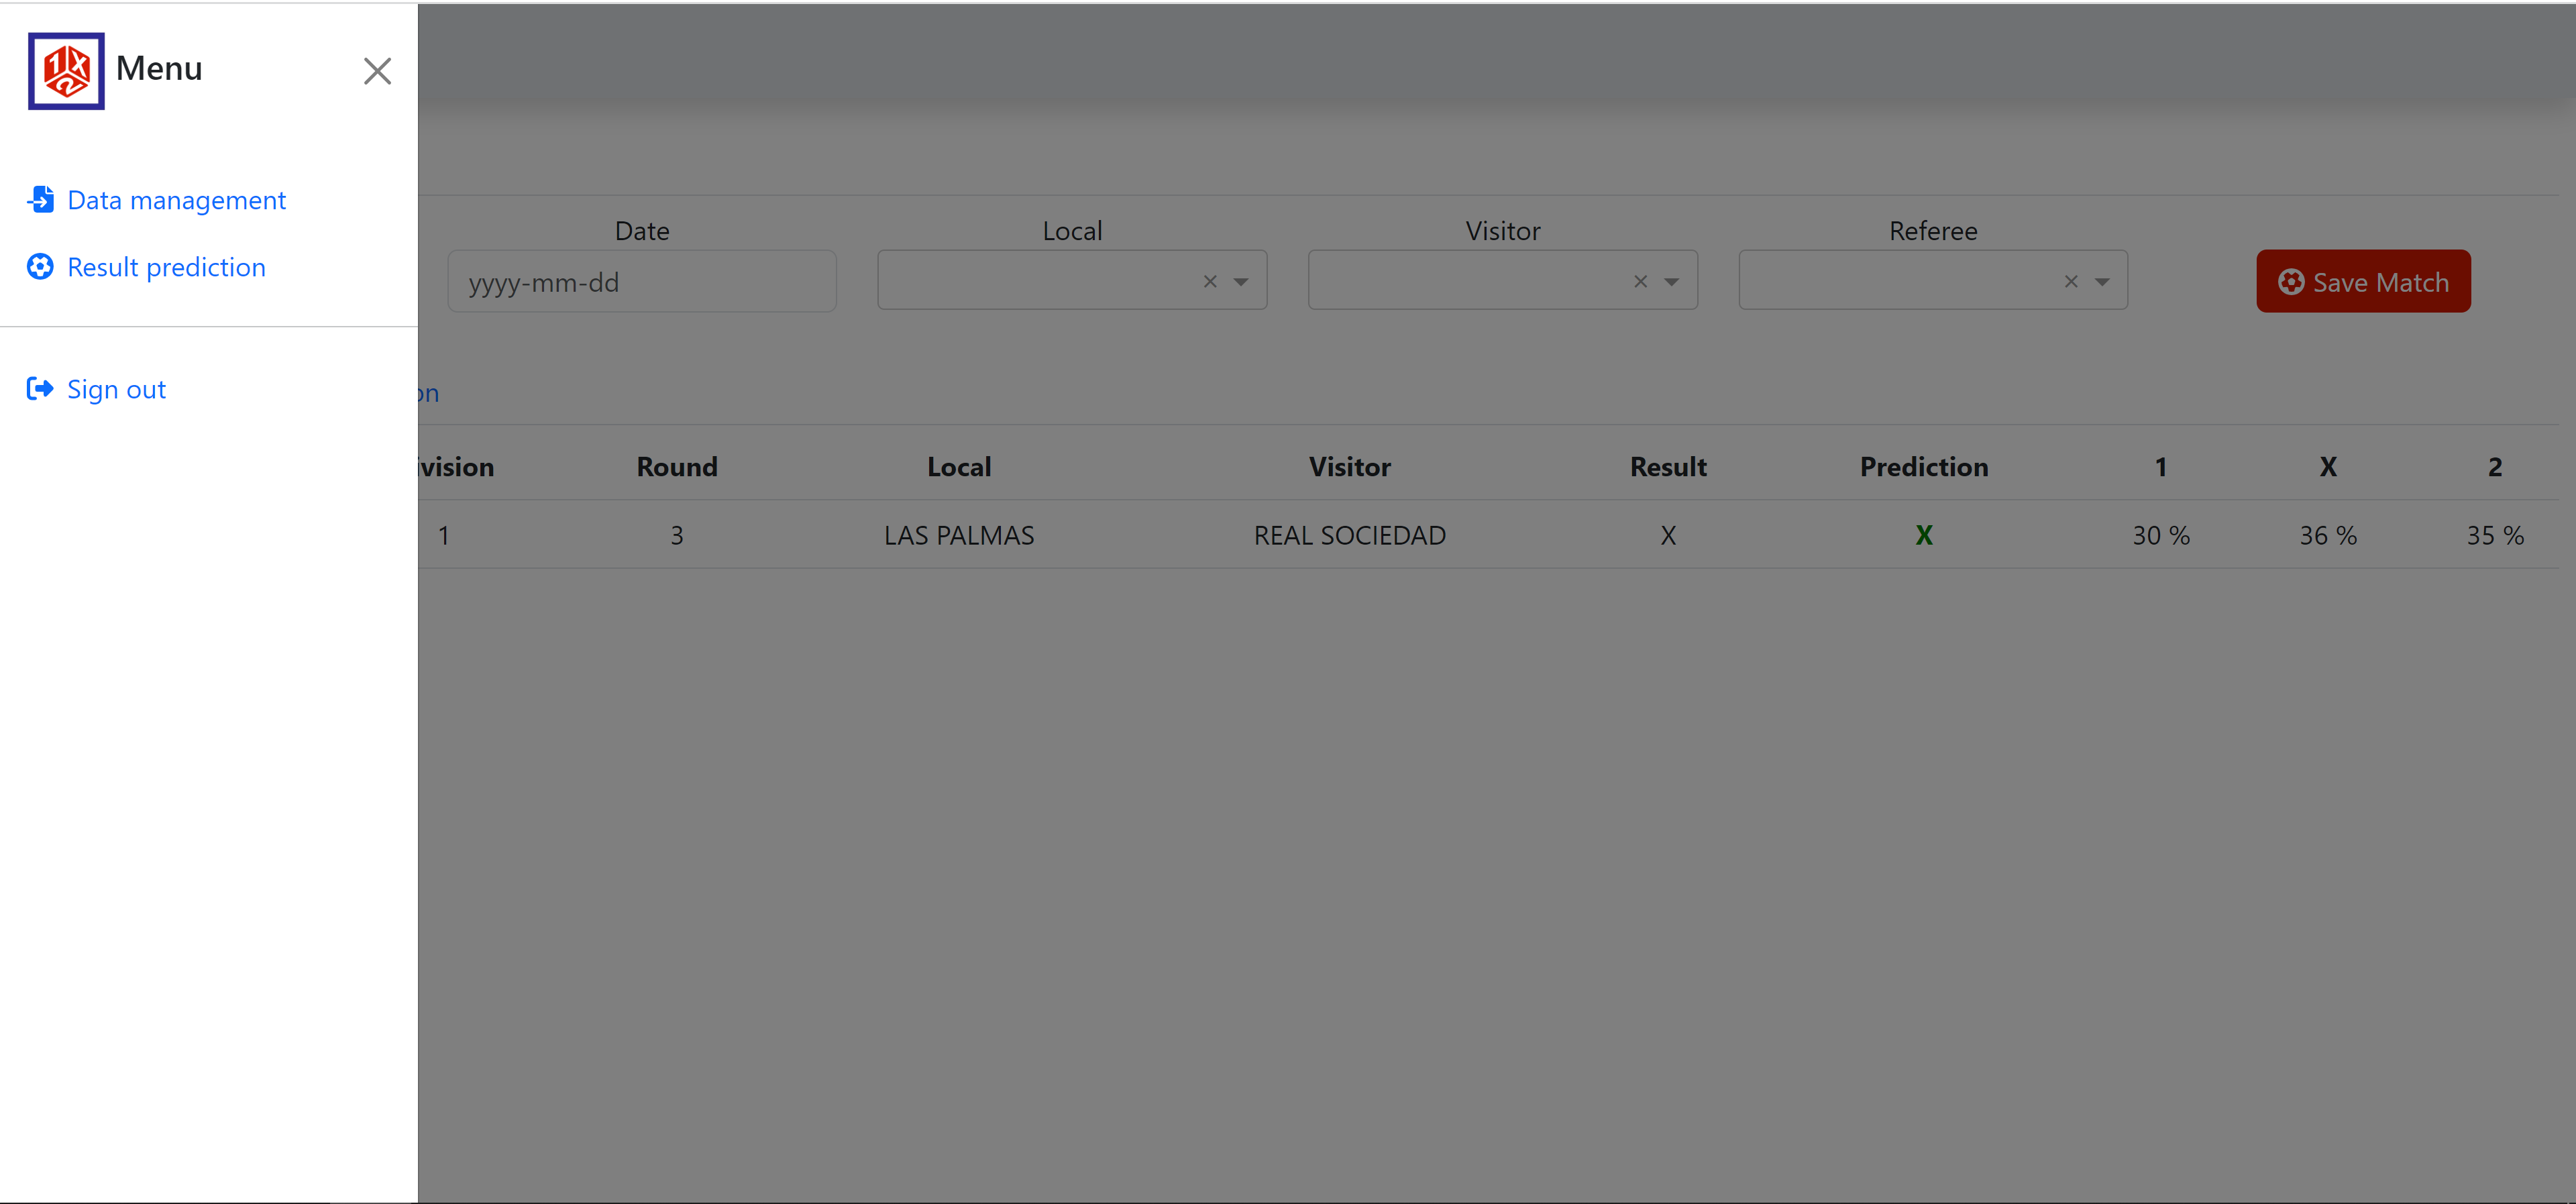 1X2 Menu
Data management
Result prediction
Sign out
Date Local Visitor Referee
yyyy-mm-dd Save Match
on
ivision Round Local Visitor Result Prediction 1 X 2
1 3 LAS PALMAS REAL SOCIEDAD X X 30 % 36 % 35 %